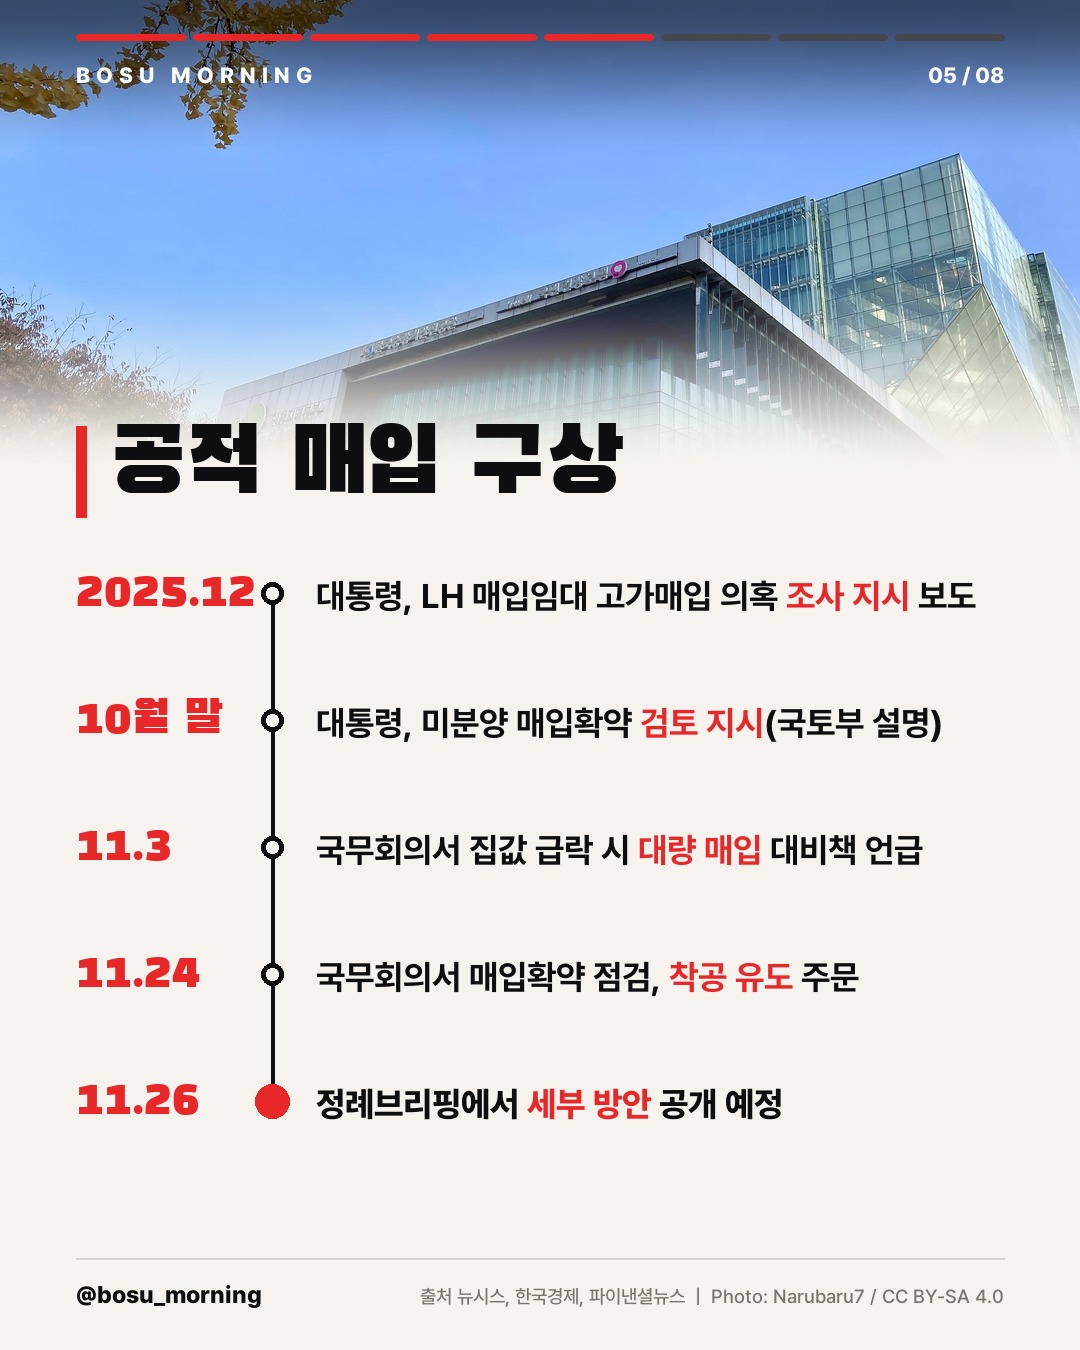 BOSU MORNING
05 / 08
공적 매입 구상
2025.12 대통령, LH 매입임대 고가매입 의혹 조사 지시 보도
10월 말 대통령, 미분양 매입확약 검토 지시(국토부 설명)
11.3 국무회의서 집값 급락 시 대량 매입 대비책 언급
11.24 국무회의서 매입확약 점검, 착공 유도 주문
11.26 정례브리핑에서 세부 방안 공개 예정
@bosu_morning
출처 뉴시스, 한국경제, 파이낸셜뉴스 | Photo: Narubaru7 / CC BY-SA 4.0